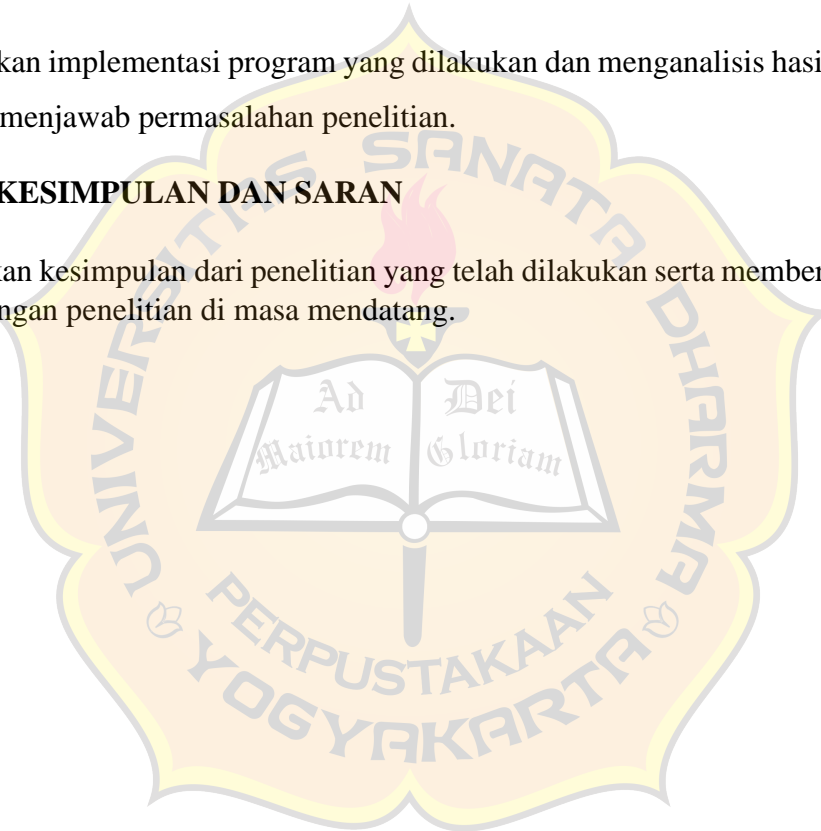 kan implementasi program yang dilakukan dan menganalisis hasi
menjawab permasalahan penelitian.
KESIMPULAN DAN SARAN
kan kesimpulan dari penelitian yang telah dilakukan serta member
ngan penelitian di masa mendatang.
UNIVERSITAS SANATA DHARMA
Ad Dei
Maiorem Gloriam
PERPUSTAKAAN
YOGYAKARTA